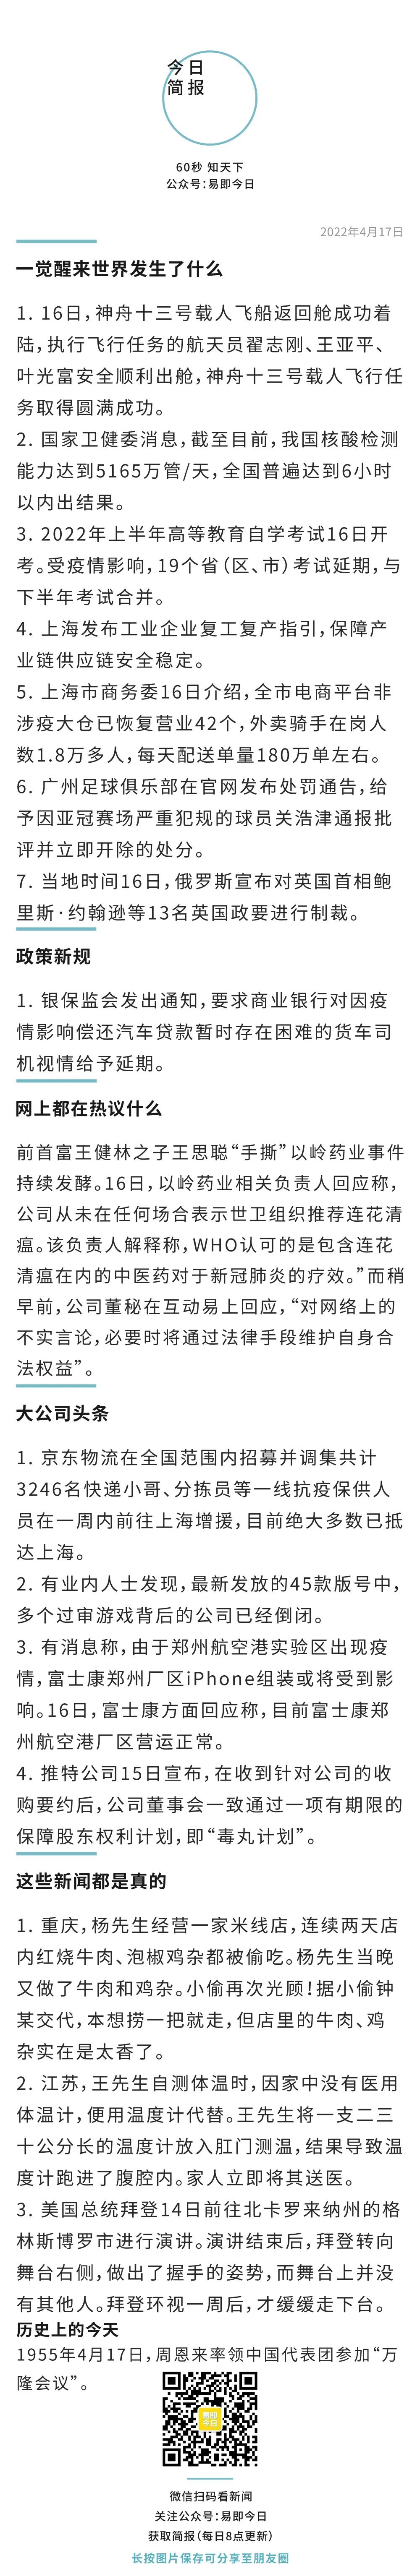 今日
简报
60秒 知天下
公众号：易即今日
2022年4月17日
一觉醒来世界发生了什么
1. 16日，神舟十三号载人飞船返回舱成功着
陆，执行飞行任务的航天员翟志刚、王亚平、
叶光富安全顺利出舱，神舟十三号载人飞行任
务取得圆满成功。
2. 国家卫健委消息，截至目前，我国核酸检测
能力达到5165万管/天，全国普遍达到6小时
以内出结果。
3. 2022年上半年高等教育自学考试16日开
考。受疫情影响，19个省（区、市）考试延期，与
下半年考试合并。
4. 上海发布工业企业复工复产指引，保障产
业链供应链安全稳定。
5. 上海市商务委16日介绍，全市电商平台非
涉疫大仓已恢复营业42个，外卖骑手在岗人
数1.8万多人，每天配送单量180万单左右。
6. 广州足球俱乐部在官网发布处罚通告，给
予因亚冠赛场严重犯规的球员关浩津通报批
评并立即开除的处分。
7. 当地时间16日，俄罗斯宣布对英国首相鲍
里斯·约翰逊等13名英国政要进行制裁。
政策新规
1. 银保监会发出通知，要求商业银行对因疫
情影响偿还汽车贷款暂时存在困难的货车司
机视情给予延期。
网上都在热议什么
前首富王健林之子王思聪“手撕”以岭药业事件
持续发酵。16日，以岭药业相关负责人回应称，
公司从未在任何场合表示世卫组织推荐连花清
瘟。该负责人解释称，WHO认可的是包含连花
清瘟在内的中医药对于新冠肺炎的疗效。”而稍
早前，公司董秘在互动易上回应，“对网络上的
不实言论，必要时将通过法律手段维护自身合
法权益”。
大公司头条
1. 京东物流在全国范围内招募并调集共计
3246名快递小哥、分拣员等一线抗疫保供人
员在一周内前往上海增援，目前绝大多数已抵
达上海。
2. 有业内人士发现，最新发放的45款版号中，
多个过审游戏背后的公司已经倒闭。
3. 有消息称，由于郑州航空港实验区出现疫
情，富士康郑州厂区iPhone组装或将受到影
响。16日，富士康方面回应称，目前富士康郑
州航空港厂区营运正常。
4. 推特公司15日宣布，在收到针对公司的收
购要约后，公司董事会一致通过一项有期限的
保障股东权利计划，即“毒丸计划”。
这些新闻都是真的
1. 重庆，杨先生经营一家米线店，连续两天店
内红烧牛肉、泡椒鸡杂都被偷吃。杨先生当晚
又做了牛肉和鸡杂。小偷再次光顾！据小偷钟
某交代，本想捞一把就走，但店里的牛肉、鸡
杂实在是太香了。
2. 江苏，王先生自测体温时，因家中没有医用
体温计，便用温度计代替。王先生将一支二三
十公分长的温度计放入肛门测温，结果导致温
度计跑进了腹腔内。家人立即将其送医。
3. 美国总统拜登14日前往北卡罗来纳州的格
林斯博罗市进行演讲。演讲结束后，拜登转向
舞台右侧，做出了握手的姿势，而舞台上并没
有其他人。拜登环视一周后，才缓缓走下台。
历史上的今天
1955年4月17日，周恩来率领中国代表团参加“万
隆会议”。
易即
今日
微信扫码看新闻
关注公众号：易即今日
获取简报（每日8点更新）
长按图片保存可分享至朋友圈